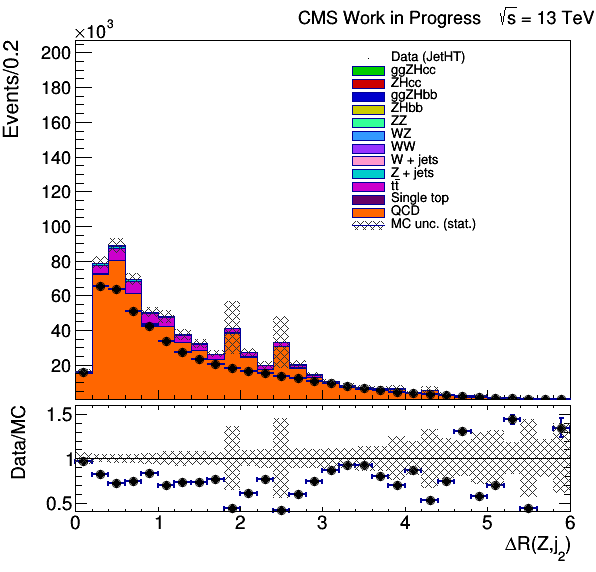 CMS Work in Progress √s = 13 TeV
×10³
Events/0.2
200
180
160
140
120
100
80
60
40
20
Data (JetHT)
ggZHcc
ZHcc
ggZHbb
ZHbb
ZZ
WZ
WW
W + jets
Z + jets
tt̄
Single top
QCD
MC unc. (stat.)
Data/MC
1.5
1
0.5
0 1 2 3 4 5 6
ΔR(Z,j₂)